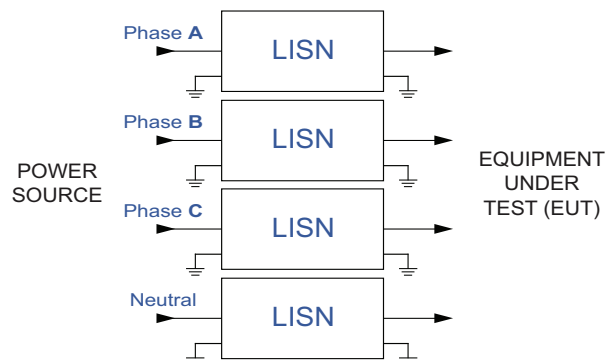 Phase A
LISN
Phase B
LISN
POWER
SOURCE
EQUIPMENT
UNDER
TEST (EUT)
Phase C
LISN
Neutral
LISN